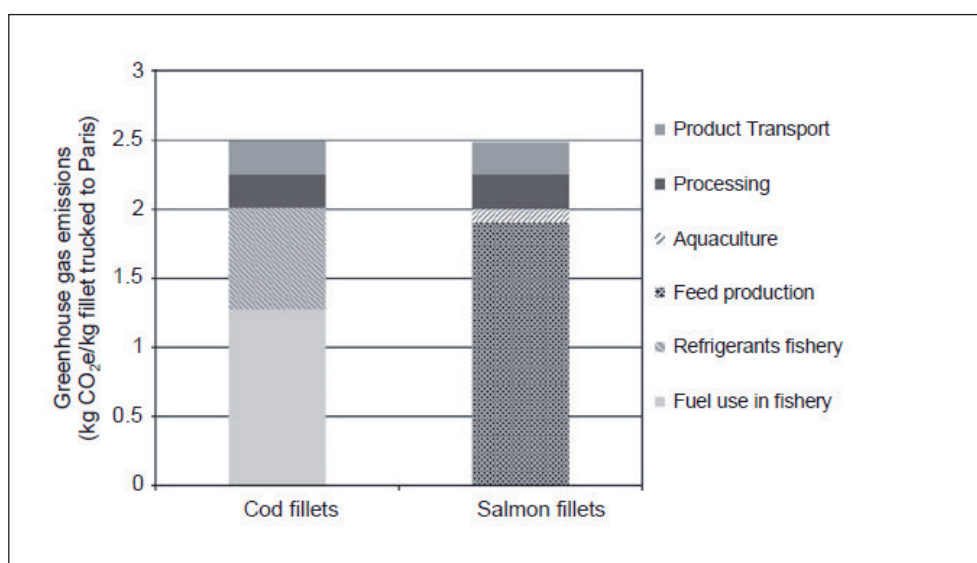 Greenhouse gas emissions
(kg CO₂e/kg fillet trucked to Paris)
3
2.5
2
1.5
1
0.5
0
Cod fillets
Salmon fillets
Product Transport
Processing
Aquaculture
Feed production
Refrigerants fishery
Fuel use in fishery